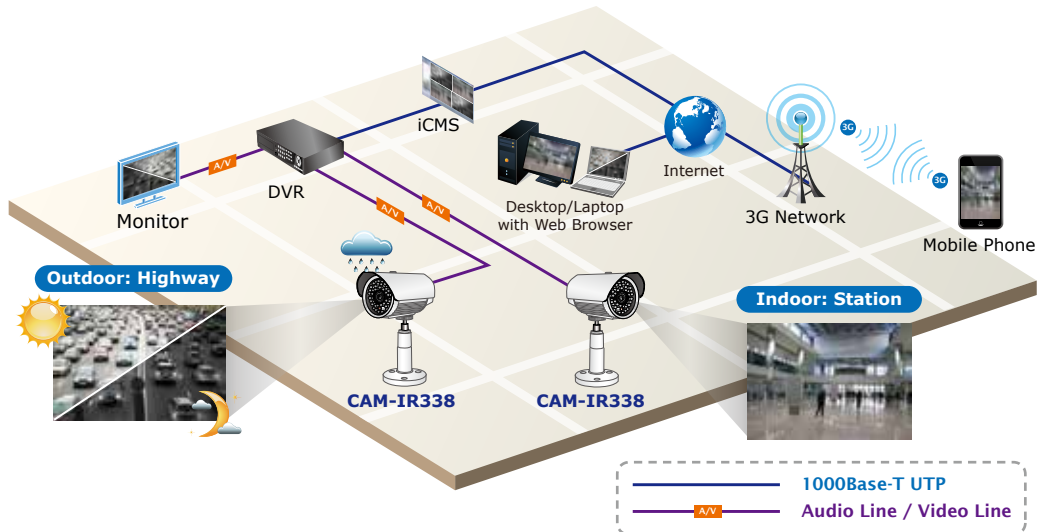 iCMS
A/V
DVR
Monitor
A/V
A/V
Desktop/Laptop
with Web Browser
Internet
3G
3G
3G Network
Mobile Phone
Outdoor: Highway
Indoor: Station
CAM-IR338
CAM-IR338
1000Base-T UTP
A/V
Audio Line / Video Line